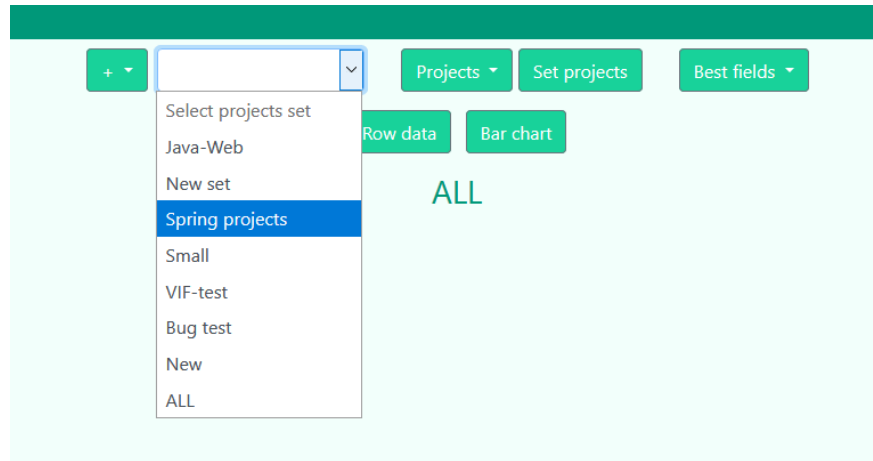 +
Projects
Set projects
Best fields
Select projects set
Java-Web
New set
Spring projects
Small
VIF-test
Bug test
New
ALL
Row data
Bar chart
ALL